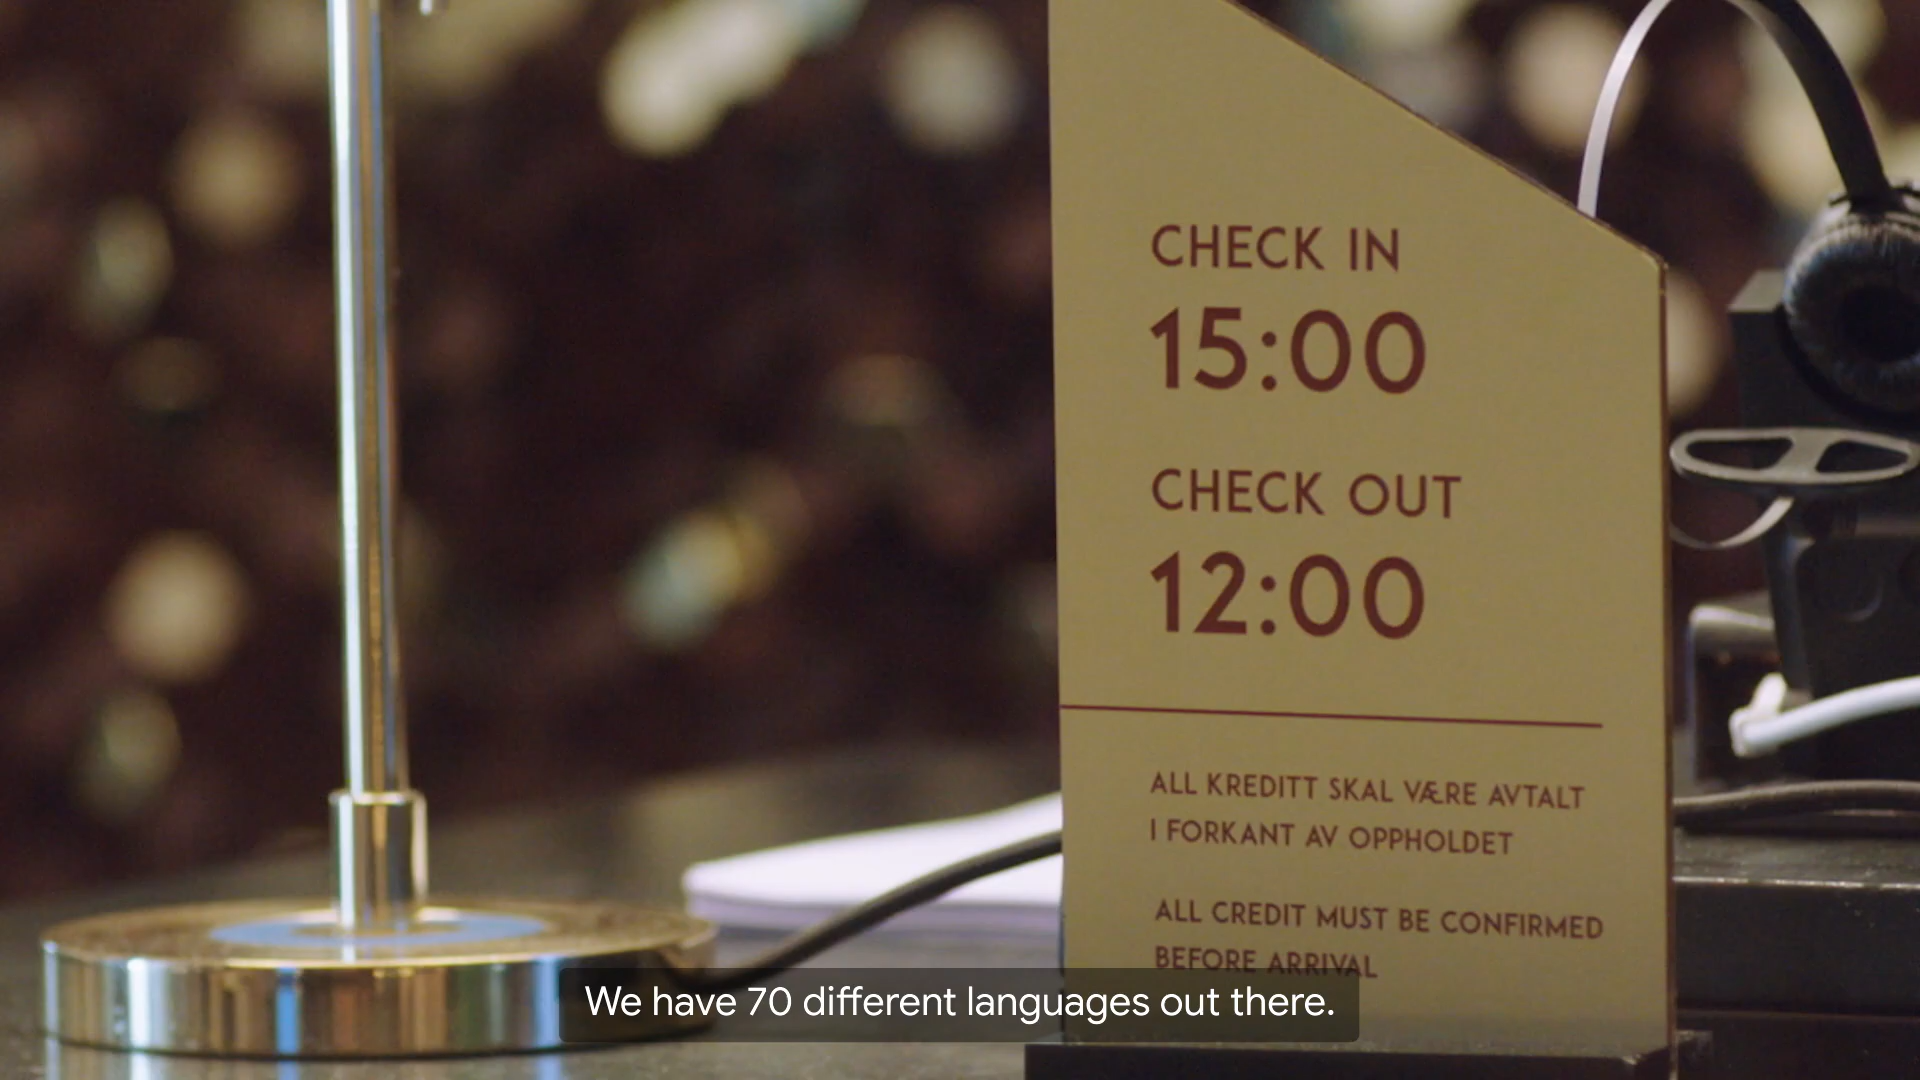 CHECK IN
15:00
CHECK OUT
12:00
ALL KREDITT SKAL VÆRE AVTALT
I FORKANT AV OPPHOLDET
ALL CREDIT MUST BE CONFIRMED
BEFORE ARRIVAL
We have 70 different languages out there.